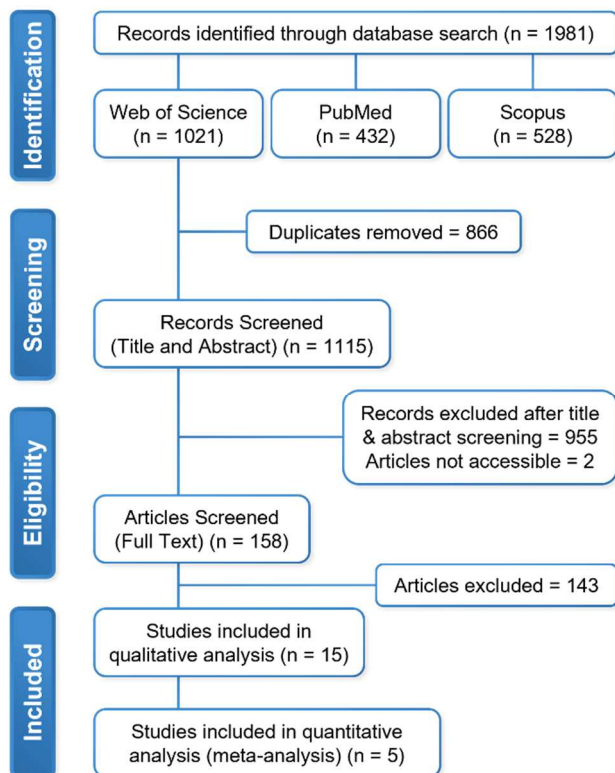 Identification
Records identified through database search (n = 1981)
Web of Science
(n = 1021)
PubMed
(n = 432)
Scopus
(n = 528)
Screening
Duplicates removed = 866
Records Screened
(Title and Abstract) (n = 1115)
Eligibility
Records excluded after title
& abstract screening = 955
Articles not accessible = 2
Articles Screened
(Full Text) (n = 158)
Articles excluded = 143
Included
Studies included in
qualitative analysis (n = 15)
Studies included in quantitative
analysis (meta-analysis) (n = 5)